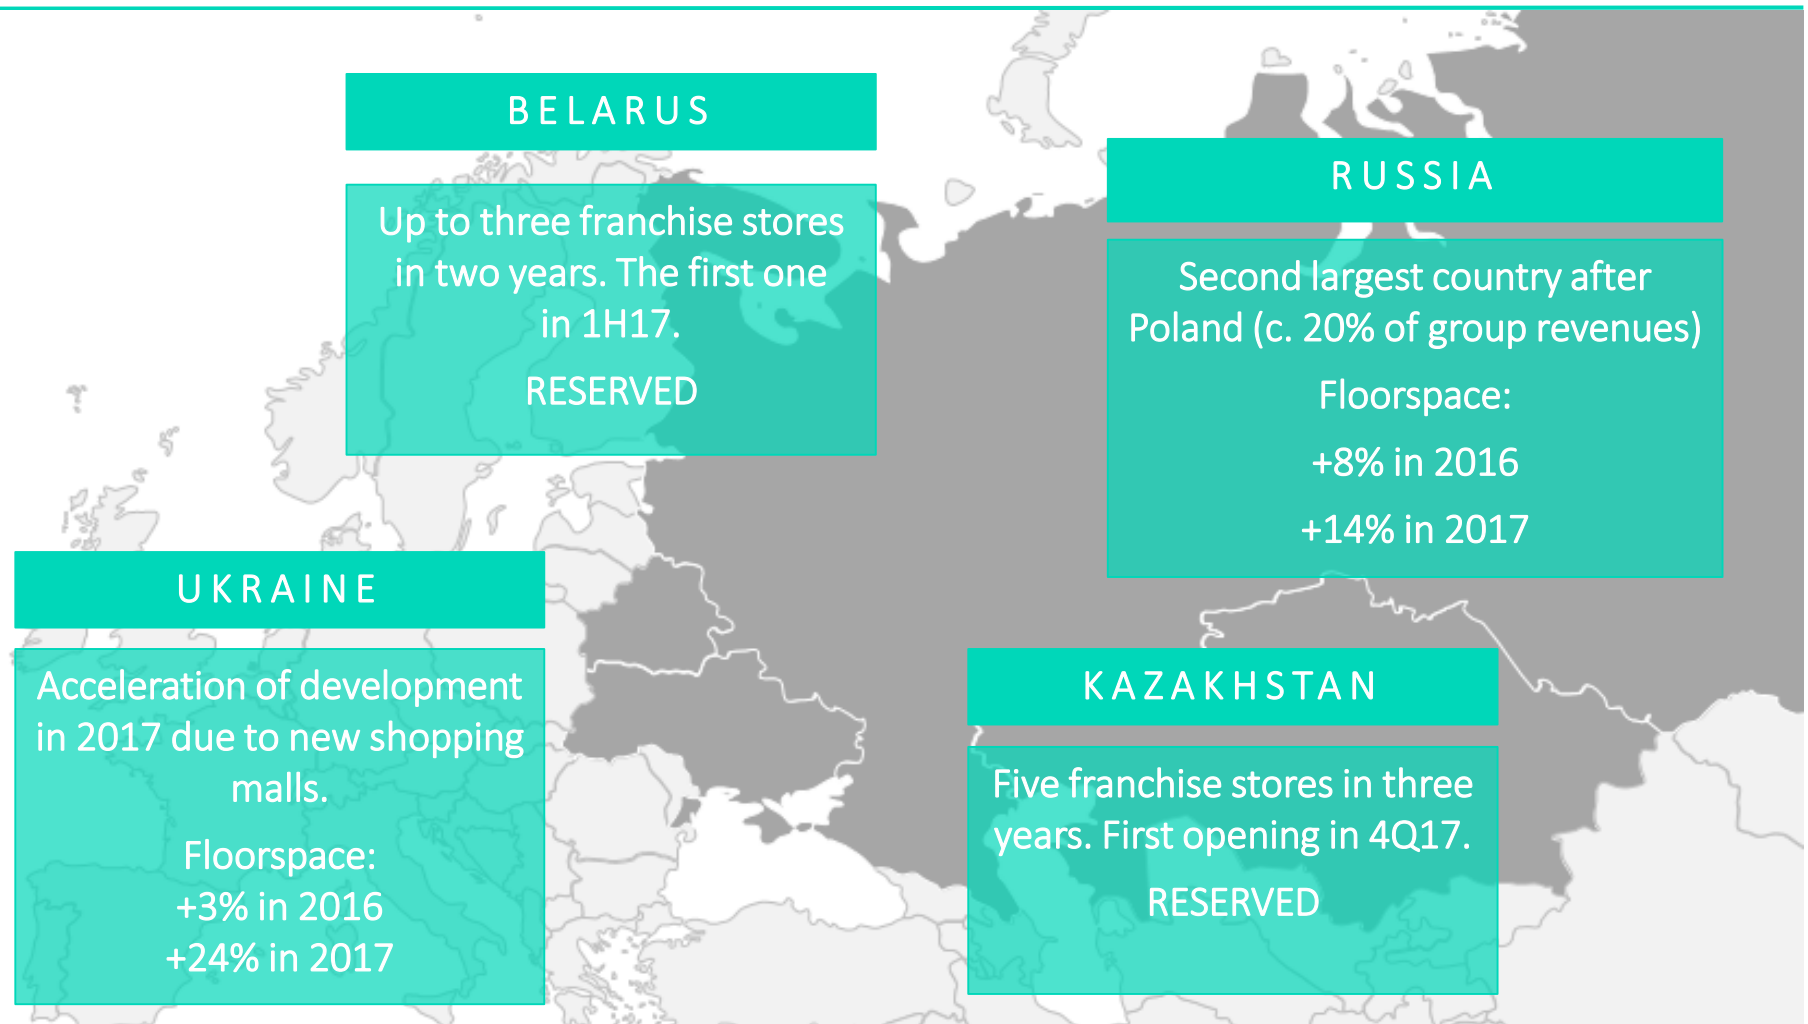 BELARUS
Up to three franchise stores
in two years. The first one
in 1H17.
RESERVED
RUSSIA
Second largest country after
Poland (c. 20% of group revenues)
Floorspace:
+8% in 2016
+14% in 2017
UKRAINE
Acceleration of development
in 2017 due to new shopping
malls.
Floorspace:
+3% in 2016
+24% in 2017
KAZAKHSTAN
Five franchise stores in three
years. First opening in 4Q17.
RESERVED